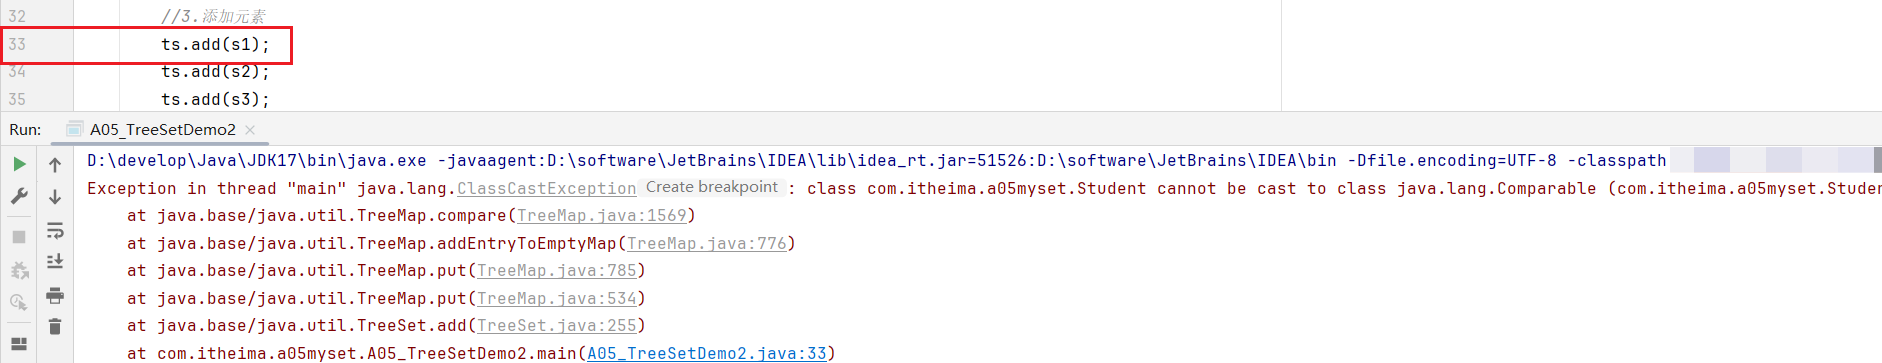 32 //3.添加元素
33 ts.add(s1);
34 ts.add(s2);
35 ts.add(s3);
Run: A05_TreeSetDemo2 ×
D:\develop\Java\JDK17\bin\java.exe -javaagent:D:\software\JetBrains\IDEA\lib\idea_rt.jar=51526:D:\software\JetBrains\IDEA\bin -Dfile.encoding=UTF-8 -classpath
Exception in thread "main" java.lang.ClassCastException Create breakpoint : class com.itheima.a05myset.Student cannot be cast to class java.lang.Comparable (com.itheima.a05myset.Studen
at java.base/java.util.TreeMap.compare(TreeMap.java:1569)
at java.base/java.util.TreeMap.addEntryToEmptyMap(TreeMap.java:776)
at java.base/java.util.TreeMap.put(TreeMap.java:785)
at java.base/java.util.TreeMap.put(TreeMap.java:534)
at java.base/java.util.TreeSet.add(TreeSet.java:255)
at com.itheima.a05myset.A05_TreeSetDemo2.main(A05_TreeSetDemo2.java:33)